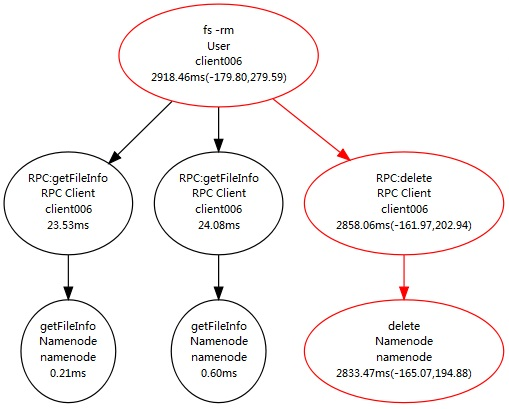 fs -rm
User
client006
2918.46ms(-179.80,279.59)
RPC:getFileInfo
RPC Client
client006
23.53ms
RPC:getFileInfo
RPC Client
client006
24.08ms
RPC:delete
RPC Client
client006
2858.06ms(-161.97,202.94)
getFileInfo
Namenode
namenode
0.21ms
getFileInfo
Namenode
namenode
0.60ms
delete
Namenode
namenode
2833.47ms(-165.07,194.88)